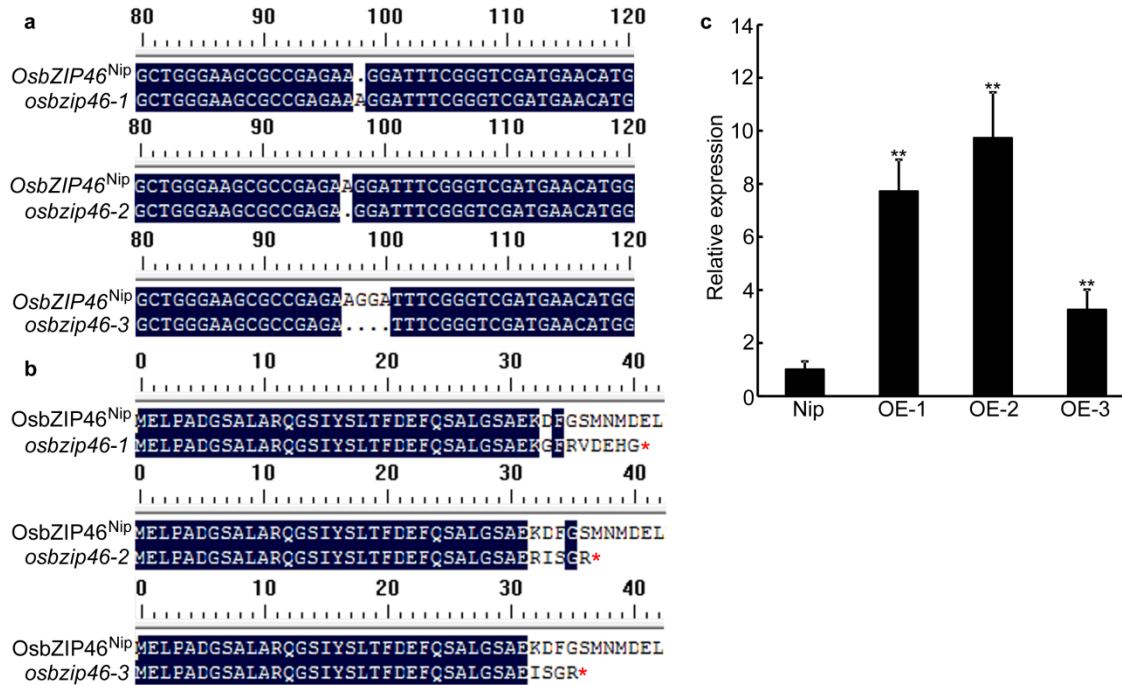 a
80 90 100 110 120
OsbZIP46Nip GCTGGGAAGCGCCGAGAA.GGATTTCGGGTCGATGAACATG
osbzip46-1 GCTGGGAAGCGCCGAGAAAGGATTTCGGGTCGATGAACATG
80 90 100 110 120
OsbZIP46Nip GCTGGGAAGCGCCGAGAAGGATTTCGGGTCGATGAACATGG
osbzip46-2 GCTGGGAAGCGCCGAGA.GGATTTCGGGTCGATGAACATGG
80 90 100 110 120
OsbZIP46Nip GCTGGGAAGCGCCGAGAAGGATTTCGGGTCGATGAACATGG
osbzip46-3 GCTGGGAAGCGCCGAGA....TTTCGGGTCGATGAACATGG
b
0 10 20 30 40
OsbZIP46Nip MELPADGSALARQGSIYSLTFDEFQSALGSAEKDFGSMNMDEL
osbzip46-1 MELPADGSALARQGSIYSLTFDEFQSALGSAEKGFRVDEHG*
0 10 20 30 40
OsbZIP46Nip MELPADGSALARQGSIYSLTFDEFQSALGSAEKDFGSMNMDEL
osbzip46-2 MELPADGSALARQGSIYSLTFDEFQSALGSAERISGR*
0 10 20 30 40
OsbZIP46Nip MELPADGSALARQGSIYSLTFDEFQSALGSAEKDFGSMNMDEL
osbzip46-3 MELPADGSALARQGSIYSLTFDEFQSALGSAEISGR*
c
Relative expression
14
12
10
8
6
4
2
0
** ** **
Nip OE-1 OE-2 OE-3